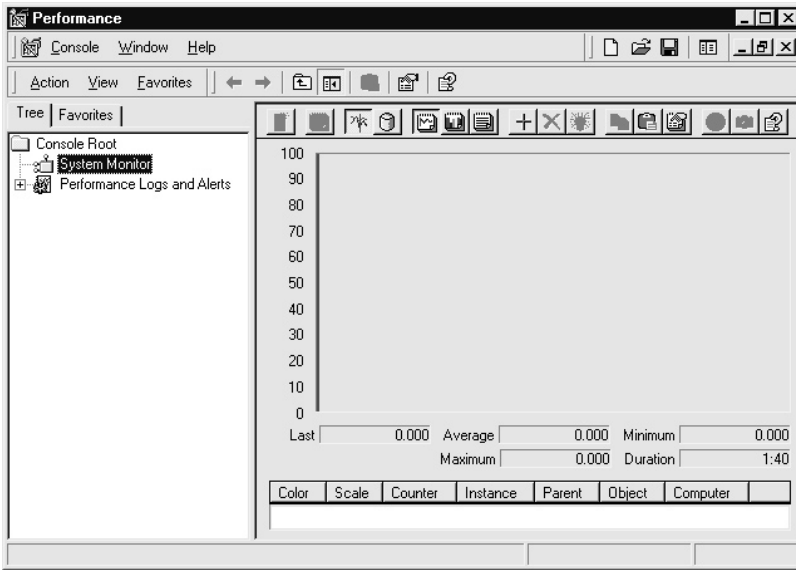 Performance
Console Window Help
Action View Favorites
Tree Favorites
Console Root
System Monitor
Performance Logs and Alerts
100
90
80
70
60
50
40
30
20
10
0
Last 0.000 Average 0.000 Minimum 0.000
Maximum 0.000 Duration 1:40
Color Scale Counter Instance Parent Object Computer